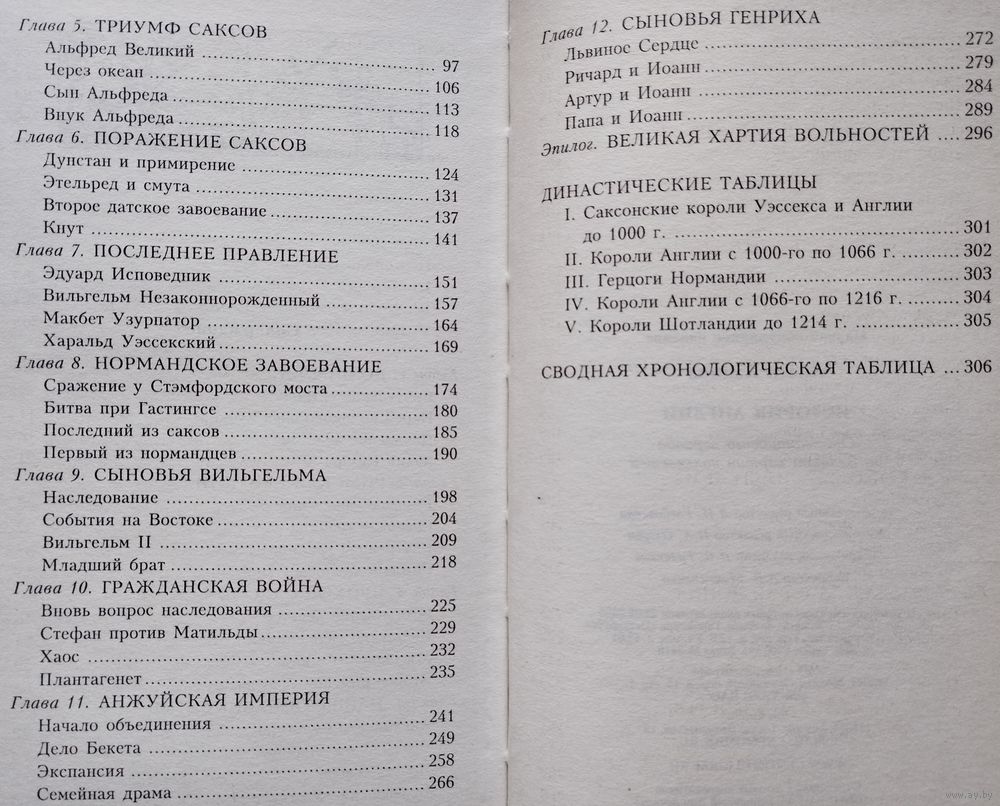 Глава 5. ТРИУМФ САКСОВ
Альфред Великий ........ 97
Через океан ........ 106
Сын Альфреда ........ 113
Внук Альфреда ........ 118
Глава 6. ПОРАЖЕНИЕ САКСОВ
Дунстан и примирение ........ 124
Этельред и смута ........ 131
Второе датское завоевание ........ 137
Кнут ........ 141
Глава 7. ПОСЛЕДНЕЕ ПРАВЛЕНИЕ
Эдуард Исповедник ........ 151
Вильгельм Незаконнорожденный ........ 157
Макбет Узурпатор ........ 164
Харальд Уэссекский ........ 169
Глава 8. НОРМАНДСКОЕ ЗАВОЕВАНИЕ
Сражение у Стэмфордского моста ........ 174
Битва при Гастингсе ........ 180
Последний из саксов ........ 185
Первый из нормандцев ........ 190
Глава 9. СЫНОВЬЯ ВИЛЬГЕЛЬМА
Наследование ........ 198
События на Востоке ........ 204
Вильгельм II ........ 209
Младший брат ........ 218
Глава 10. ГРАЖДАНСКАЯ ВОЙНА
Вновь вопрос наследования ........ 225
Стефан против Матильды ........ 229
Хаос ........ 232
Плантагенет ........ 235
Глава 11. АНЖУЙСКАЯ ИМПЕРИЯ
Начало объединения ........ 241
Дело Бекета ........ 249
Экспансия ........ 258
Семейная драма ........ 266
Глава 12. СЫНОВЬЯ ГЕНРИХА
Львиное Сердце ........ 272
Ричард и Иоанн ........ 279
Артур и Иоанн ........ 284
Папа и Иоанн ........ 289
Эпилог. ВЕЛИКАЯ ХАРТИЯ ВОЛЬНОСТЕЙ .... 296
ДИНАСТИЧЕСКИЕ ТАБЛИЦЫ
I. Саксонские короли Уэссекса и Англии
до 1000 г. ........ 301
II. Короли Англии с 1000-го по 1066 г. ........ 302
III. Герцоги Нормандии ........ 303
IV. Короли Англии с 1066-го по 1216 г. ........ 304
V. Короли Шотландии до 1214 г. ........ 305
СВОДНАЯ ХРОНОЛОГИЧЕСКАЯ ТАБЛИЦА ... 306
www.ay.by